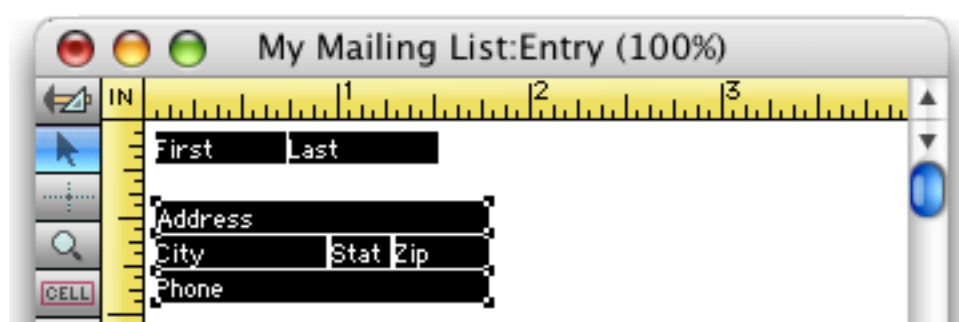 My Mailing List:Entry (100%)
IN 1 2 3
First Last
Address
City Stat Zip
CELL
Phone